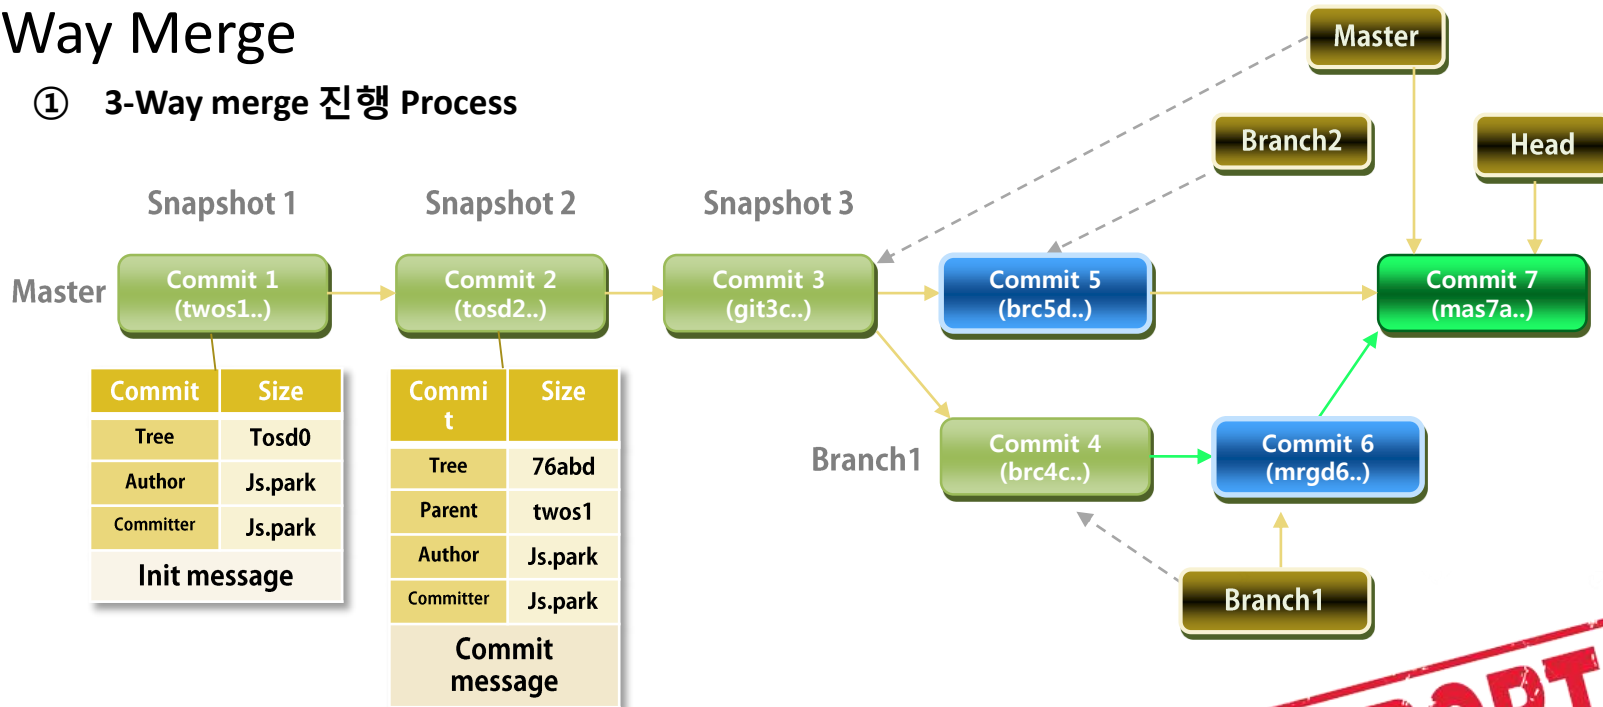 Way Merge
① 3-Way merge 진행 Process
Master
Branch2
Head
Snapshot 1
Snapshot 2
Snapshot 3
Master
Commit 1
(twos1..)
Commit 2
(tosd2..)
Commit 3
(git3c..)
Commit 5
(brc5d..)
Commit 7
(mas7a..)
Commit Size
Tree Tosd0
Author Js.park
Committer Js.park
Init message
Commi
t
Size
Tree 76abd
Parent twos1
Author Js.park
Committer Js.park
Commit
message
Branch1
Commit 4
(brc4c..)
Commit 6
(mrgd6..)
Branch1